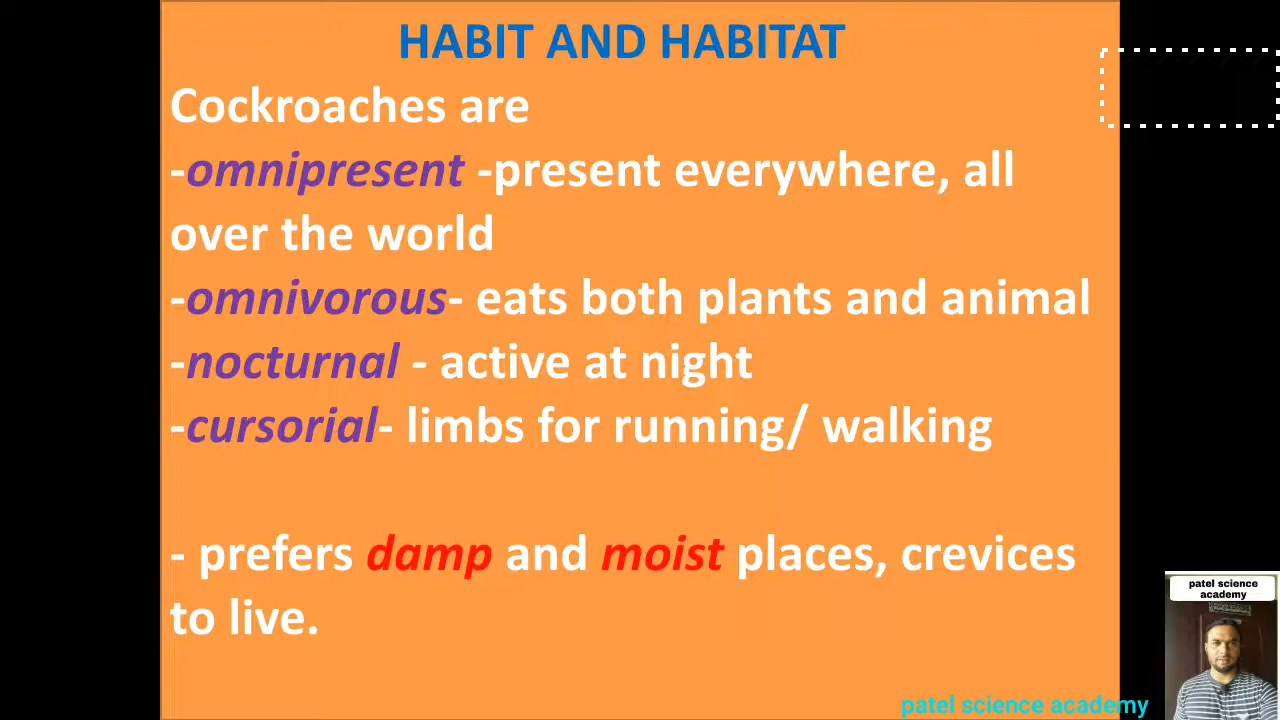 HABIT AND HABITAT
Cockroaches are
-omnipresent -present everywhere, all
over the world
-omnivorous- eats both plants and animal
-nocturnal - active at night
-cursorial- limbs for running/ walking
- prefers damp and moist places, crevices
to live.
patel science
academy
patel science academy